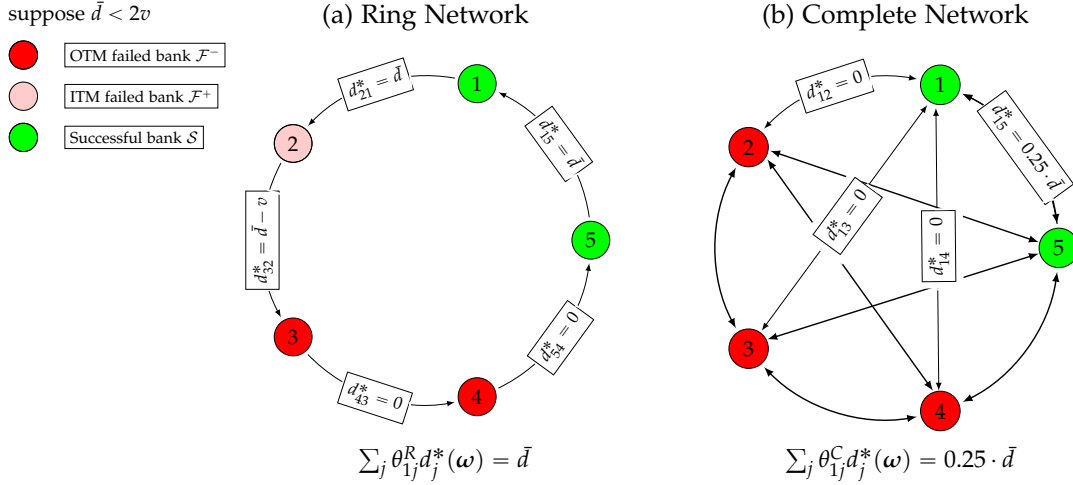 suppose d̄ < 2v
OTM failed bank 𝓕⁻
ITM failed bank 𝓕⁺
Successful bank 𝓢
(a) Ring Network
1
2
3
4
5
d*₂₁ = d̄
d*₁₅ = d̄
d*₃₂ = d̄ − v
d*₄₃ = 0
d*₅₄ = 0
∑ⱼ θᴿ₁ⱼ d*ⱼ(ω) = d̄
(b) Complete Network
1
2
3
4
5
d*₁₂ = 0
d*₁₅ = 0.25 · d̄
d*₁₃ = 0
d*₁₄ = 0
∑ⱼ θᶜ₁ⱼ d*ⱼ(ω) = 0.25 · d̄